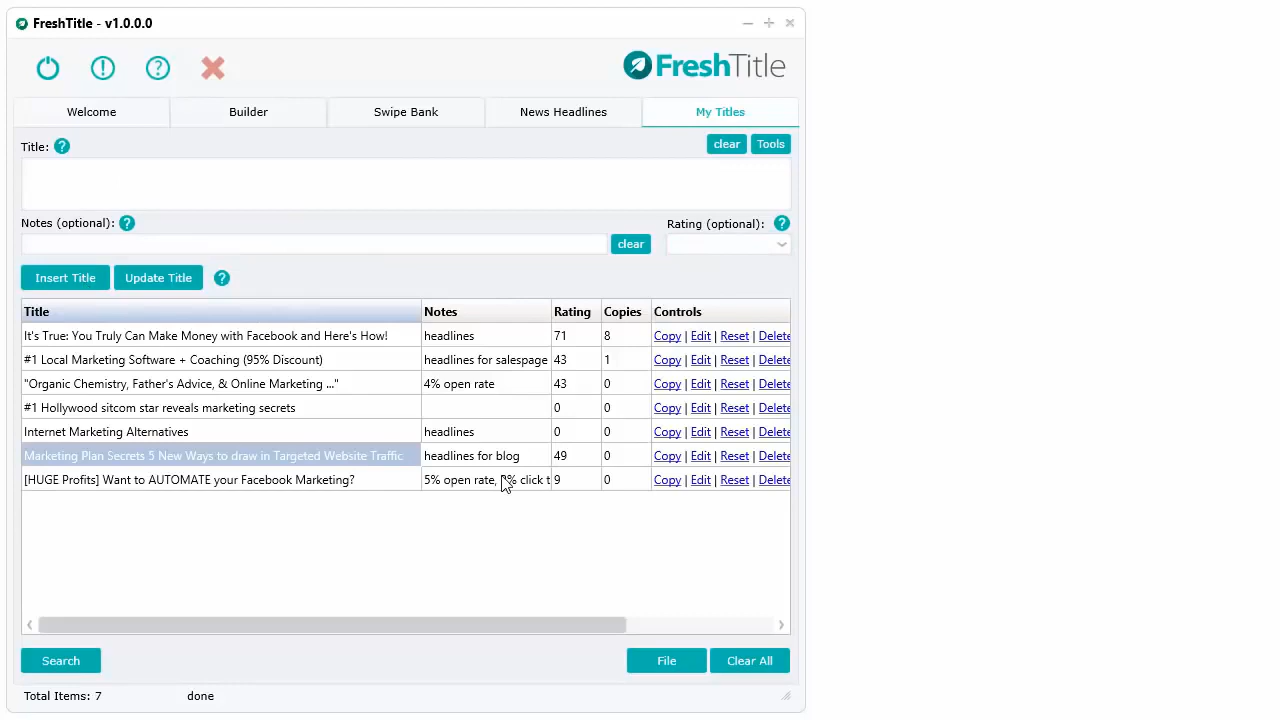 FreshTitle - v1.0.0.0
FreshTitle
Welcome
Builder
Swipe Bank
News Headlines
My Titles
Title:
clear
Tools
Notes (optional):
Rating (optional):
clear
Insert Title
Update Title
Title Notes Rating Copies Controls
It's True: You Truly Can Make Money with Facebook and Here's How! headlines 71 8 Copy | Edit | Reset | Delete
#1 Local Marketing Software + Coaching (95% Discount) headlines for salespage 43 1 Copy | Edit | Reset | Delete
"Organic Chemistry, Father's Advice, & Online Marketing ..." 4% open rate 43 0 Copy | Edit | Reset | Delete
#1 Hollywood sitcom star reveals marketing secrets 0 0 Copy | Edit | Reset | Delete
Internet Marketing Alternatives headlines 0 0 Copy | Edit | Reset | Delete
Marketing Plan Secrets 5 New Ways to draw in Targeted Website Traffic headlines for blog 49 0 Copy | Edit | Reset | Delete
[HUGE Profits] Want to AUTOMATE your Facebook Marketing? 5% open rate, % click t 9 0 Copy | Edit | Reset | Delete
Search
File
Clear All
Total Items: 7
done